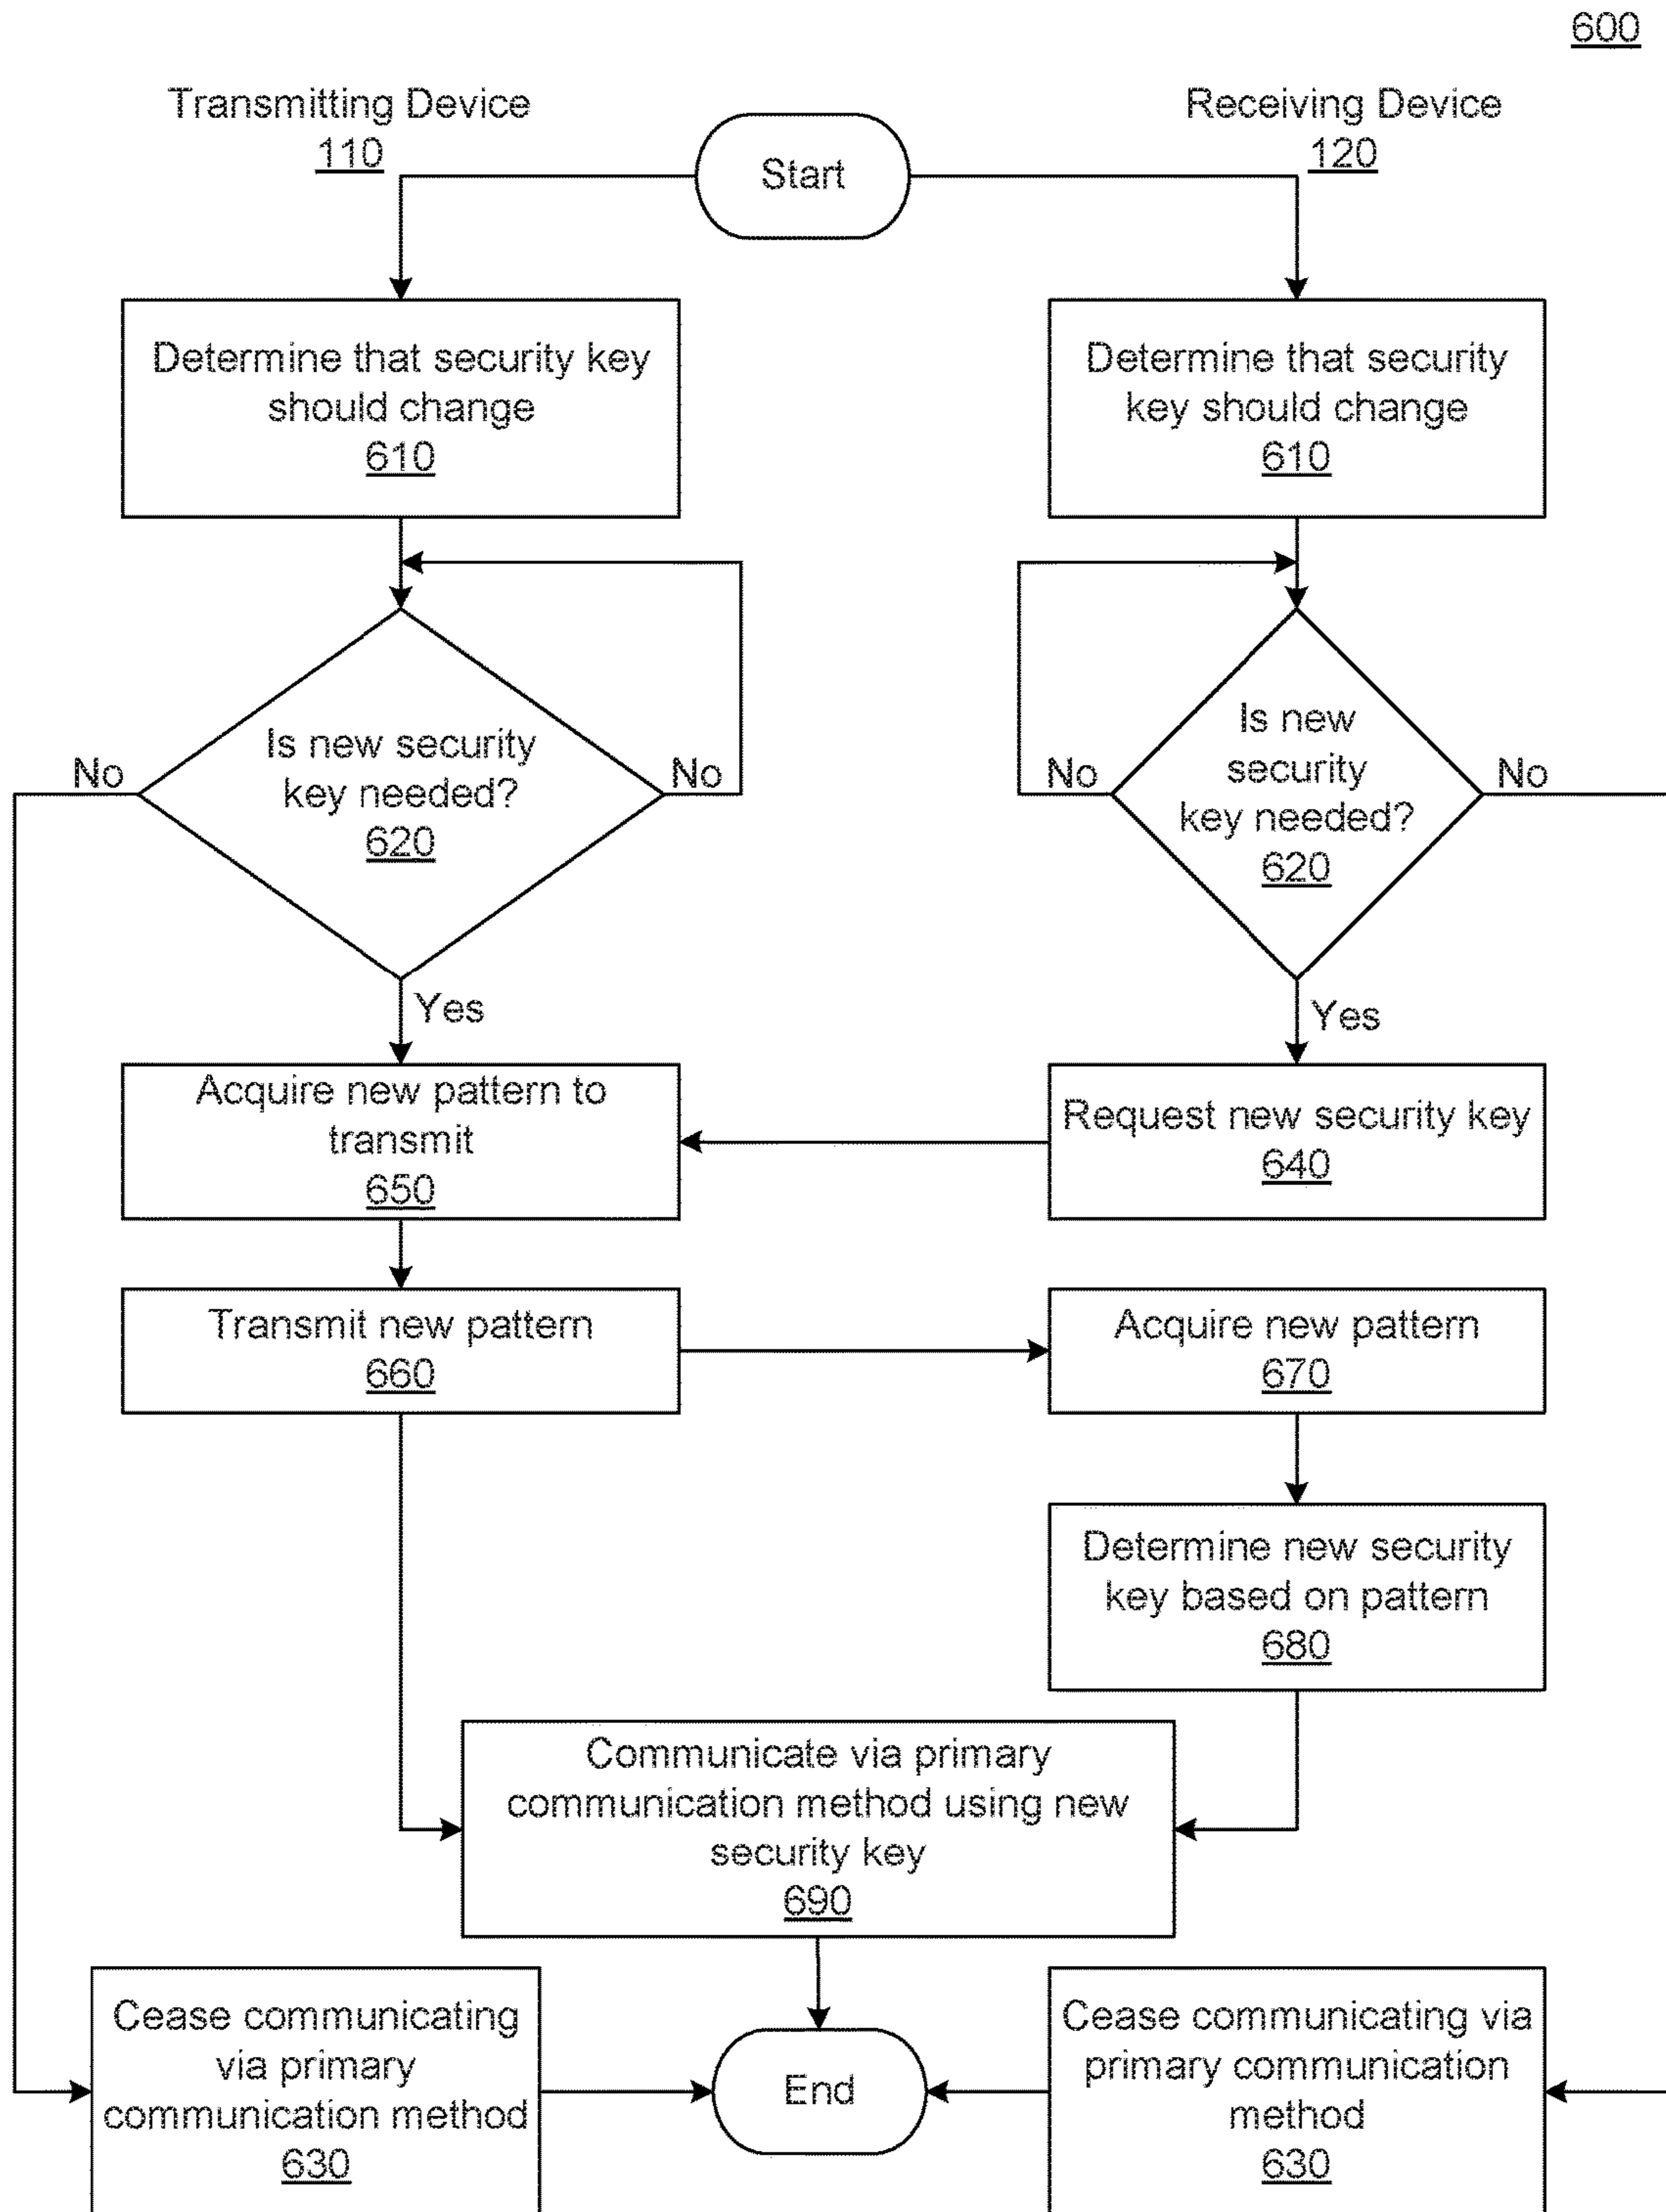 600
Transmitting Device
110
Start
Receiving Device
120
Determine that security key
should change
610
Determine that security
key should change
610
Is new security
key needed?
620
No
No
Yes
Is new
security
key needed?
620
No
No
Yes
Acquire new pattern to
transmit
650
Request new security key
640
Transmit new pattern
660
Acquire new pattern
670
Determine new security
key based on pattern
680
Communicate via primary
communication method using new
security key
690
Cease communicating
via primary
communication method
630
End
Cease communicating via
primary communication
method
630